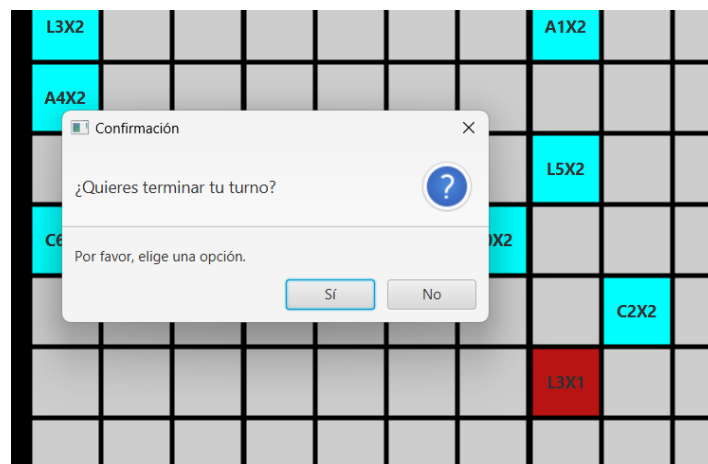 L3X2 A1X2
A4X2
Confirmación
¿Quieres terminar tu turno?
L5X2
Por favor, elige una opción.
Sí No
C2X2
L3X1